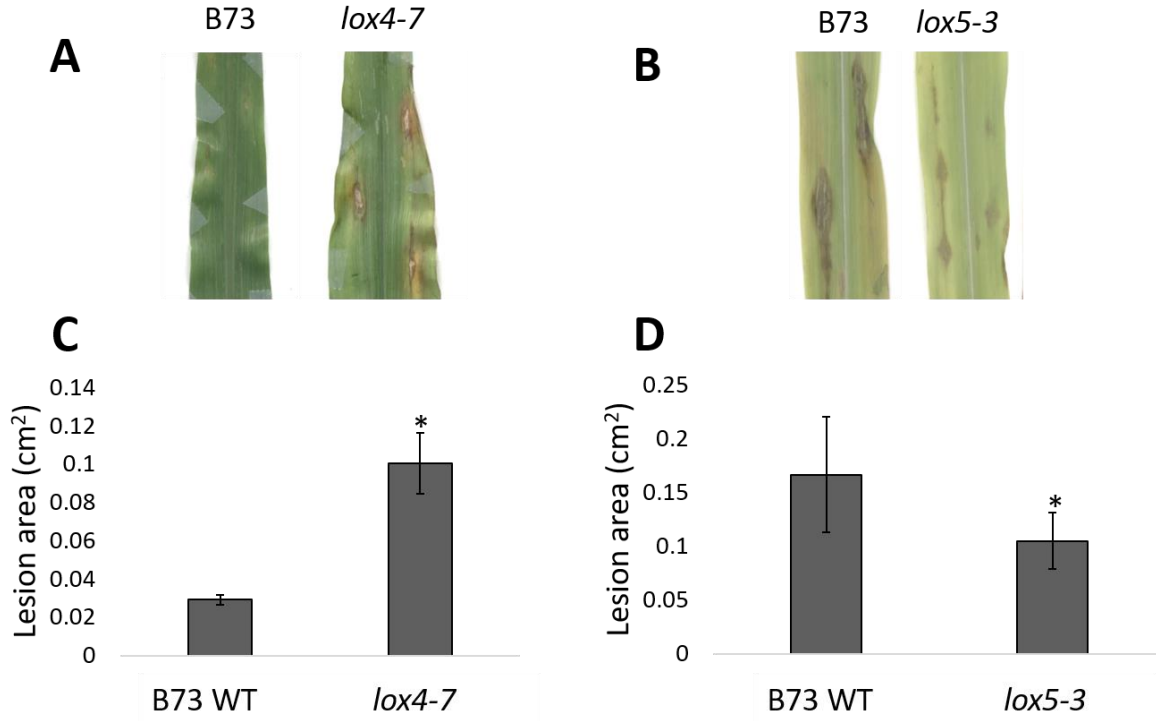 B73 lox4-7
A
B73 lox5-3
B
C
0.14
0.12
0.1
0.08
0.06
0.04
0.02
0
Lesion area (cm²)
*
B73 WT lox4-7
D
0.25
0.2
0.15
0.1
0.05
0
Lesion area (cm²)
*
B73 WT lox5-3